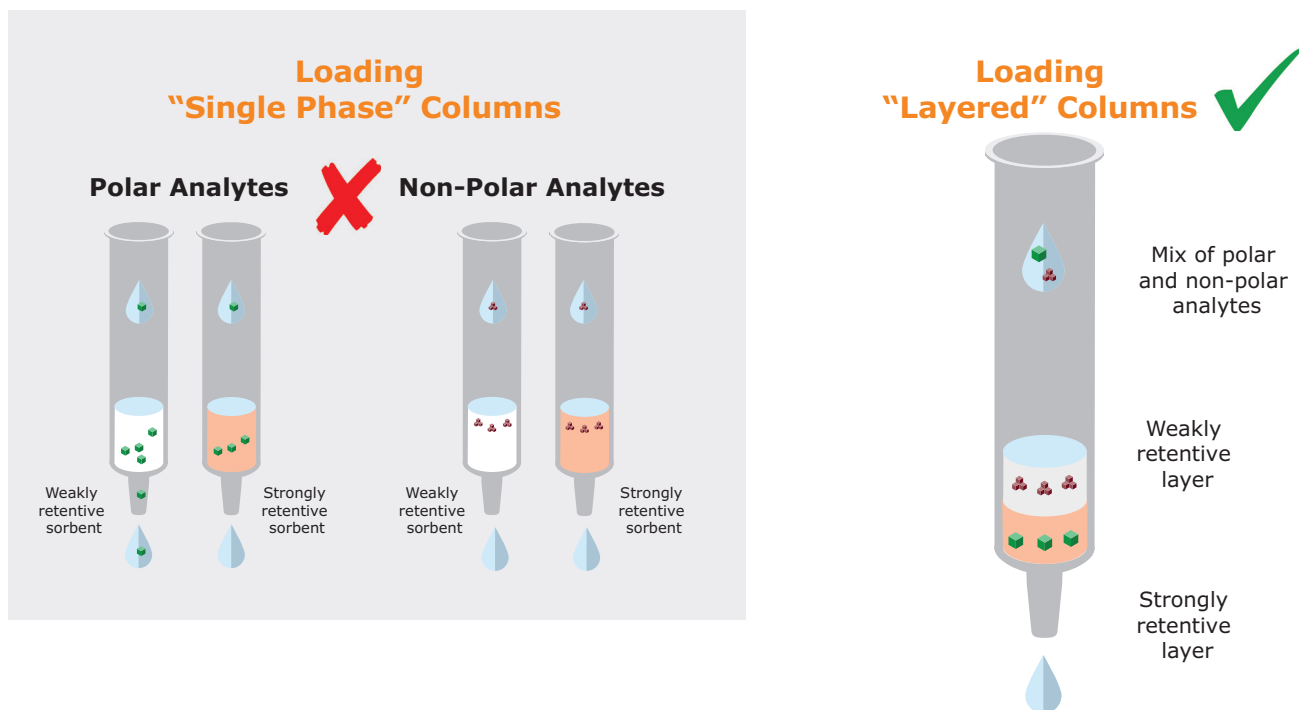 Loading
“Single Phase” Columns
Polar Analytes
Non-Polar Analytes
Weakly
retentive
sorbent
Strongly
retentive
sorbent
Weakly
retentive
sorbent
Strongly
retentive
sorbent
Loading
“Layered” Columns
Mix of polar
and non-polar
analytes
Weakly
retentive
layer
Strongly
retentive
layer